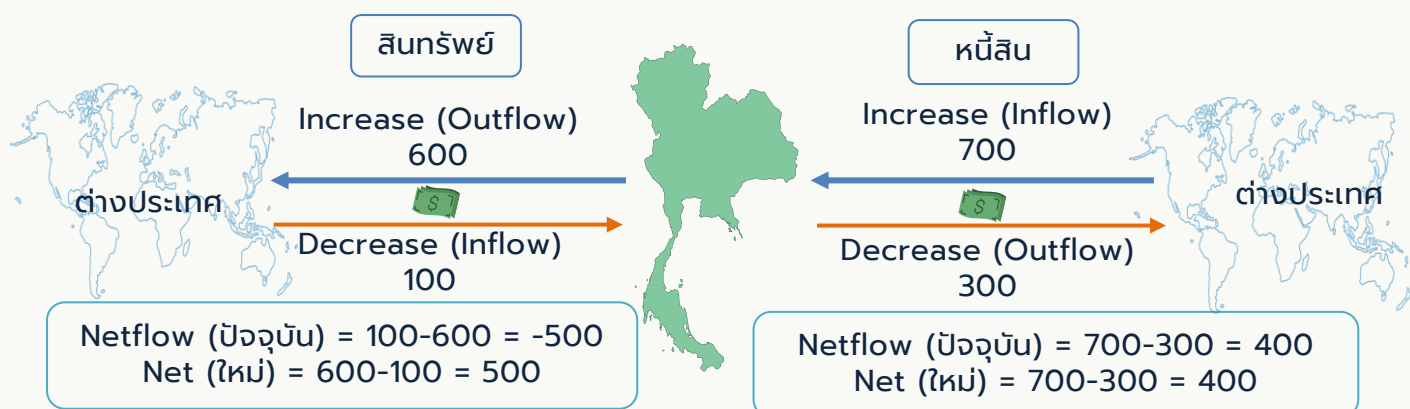 สินทรัพย์
Increase (Outflow)
600
ต่างประเทศ
$
Decrease (Inflow)
100
Netflow (ปัจจุบัน) = 100-600 = -500
Net (ใหม่) = 600-100 = 500
หนี้สิน
Increase (Inflow)
700
ต่างประเทศ
$
Decrease (Outflow)
300
Netflow (ปัจจุบัน) = 700-300 = 400
Net (ใหม่) = 700-300 = 400